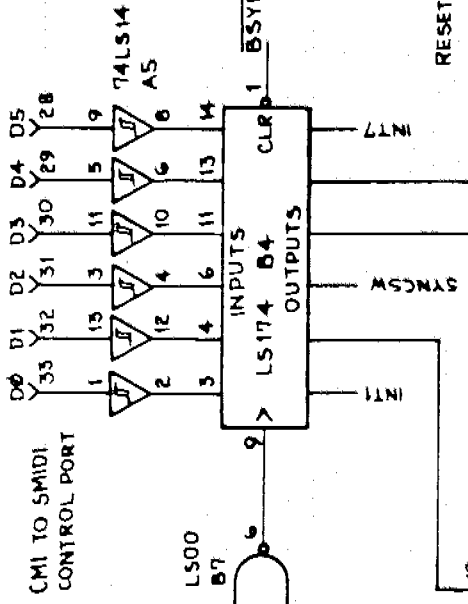 CMI TO SMIDI
CONTROL PORT
D0 D1 D2 D3 D4 D5
33 32 31 30 29 28
1 13 3 11 5 9
74LS14
A5
2 12 4 10 6 8
3 4 6 11 13 14
INPUTS
LS174 B4
OUTPUTS
CLR
1
9
LS00
B7
6
INT1
SYNCSW
INT7
RESET